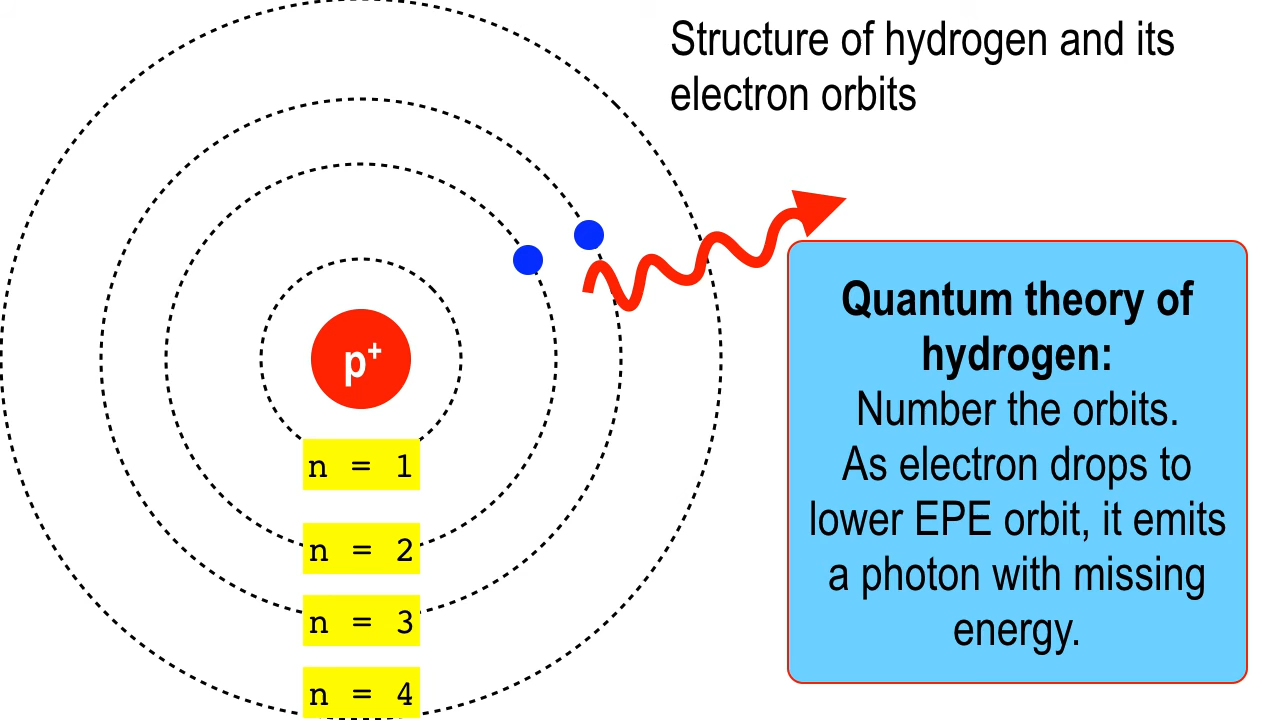 Structure of hydrogen and its
electron orbits
p⁺
n = 1
n = 2
n = 3
n = 4
Quantum theory of
hydrogen:
Number the orbits.
As electron drops to
lower EPE orbit, it emits
a photon with missing
energy.